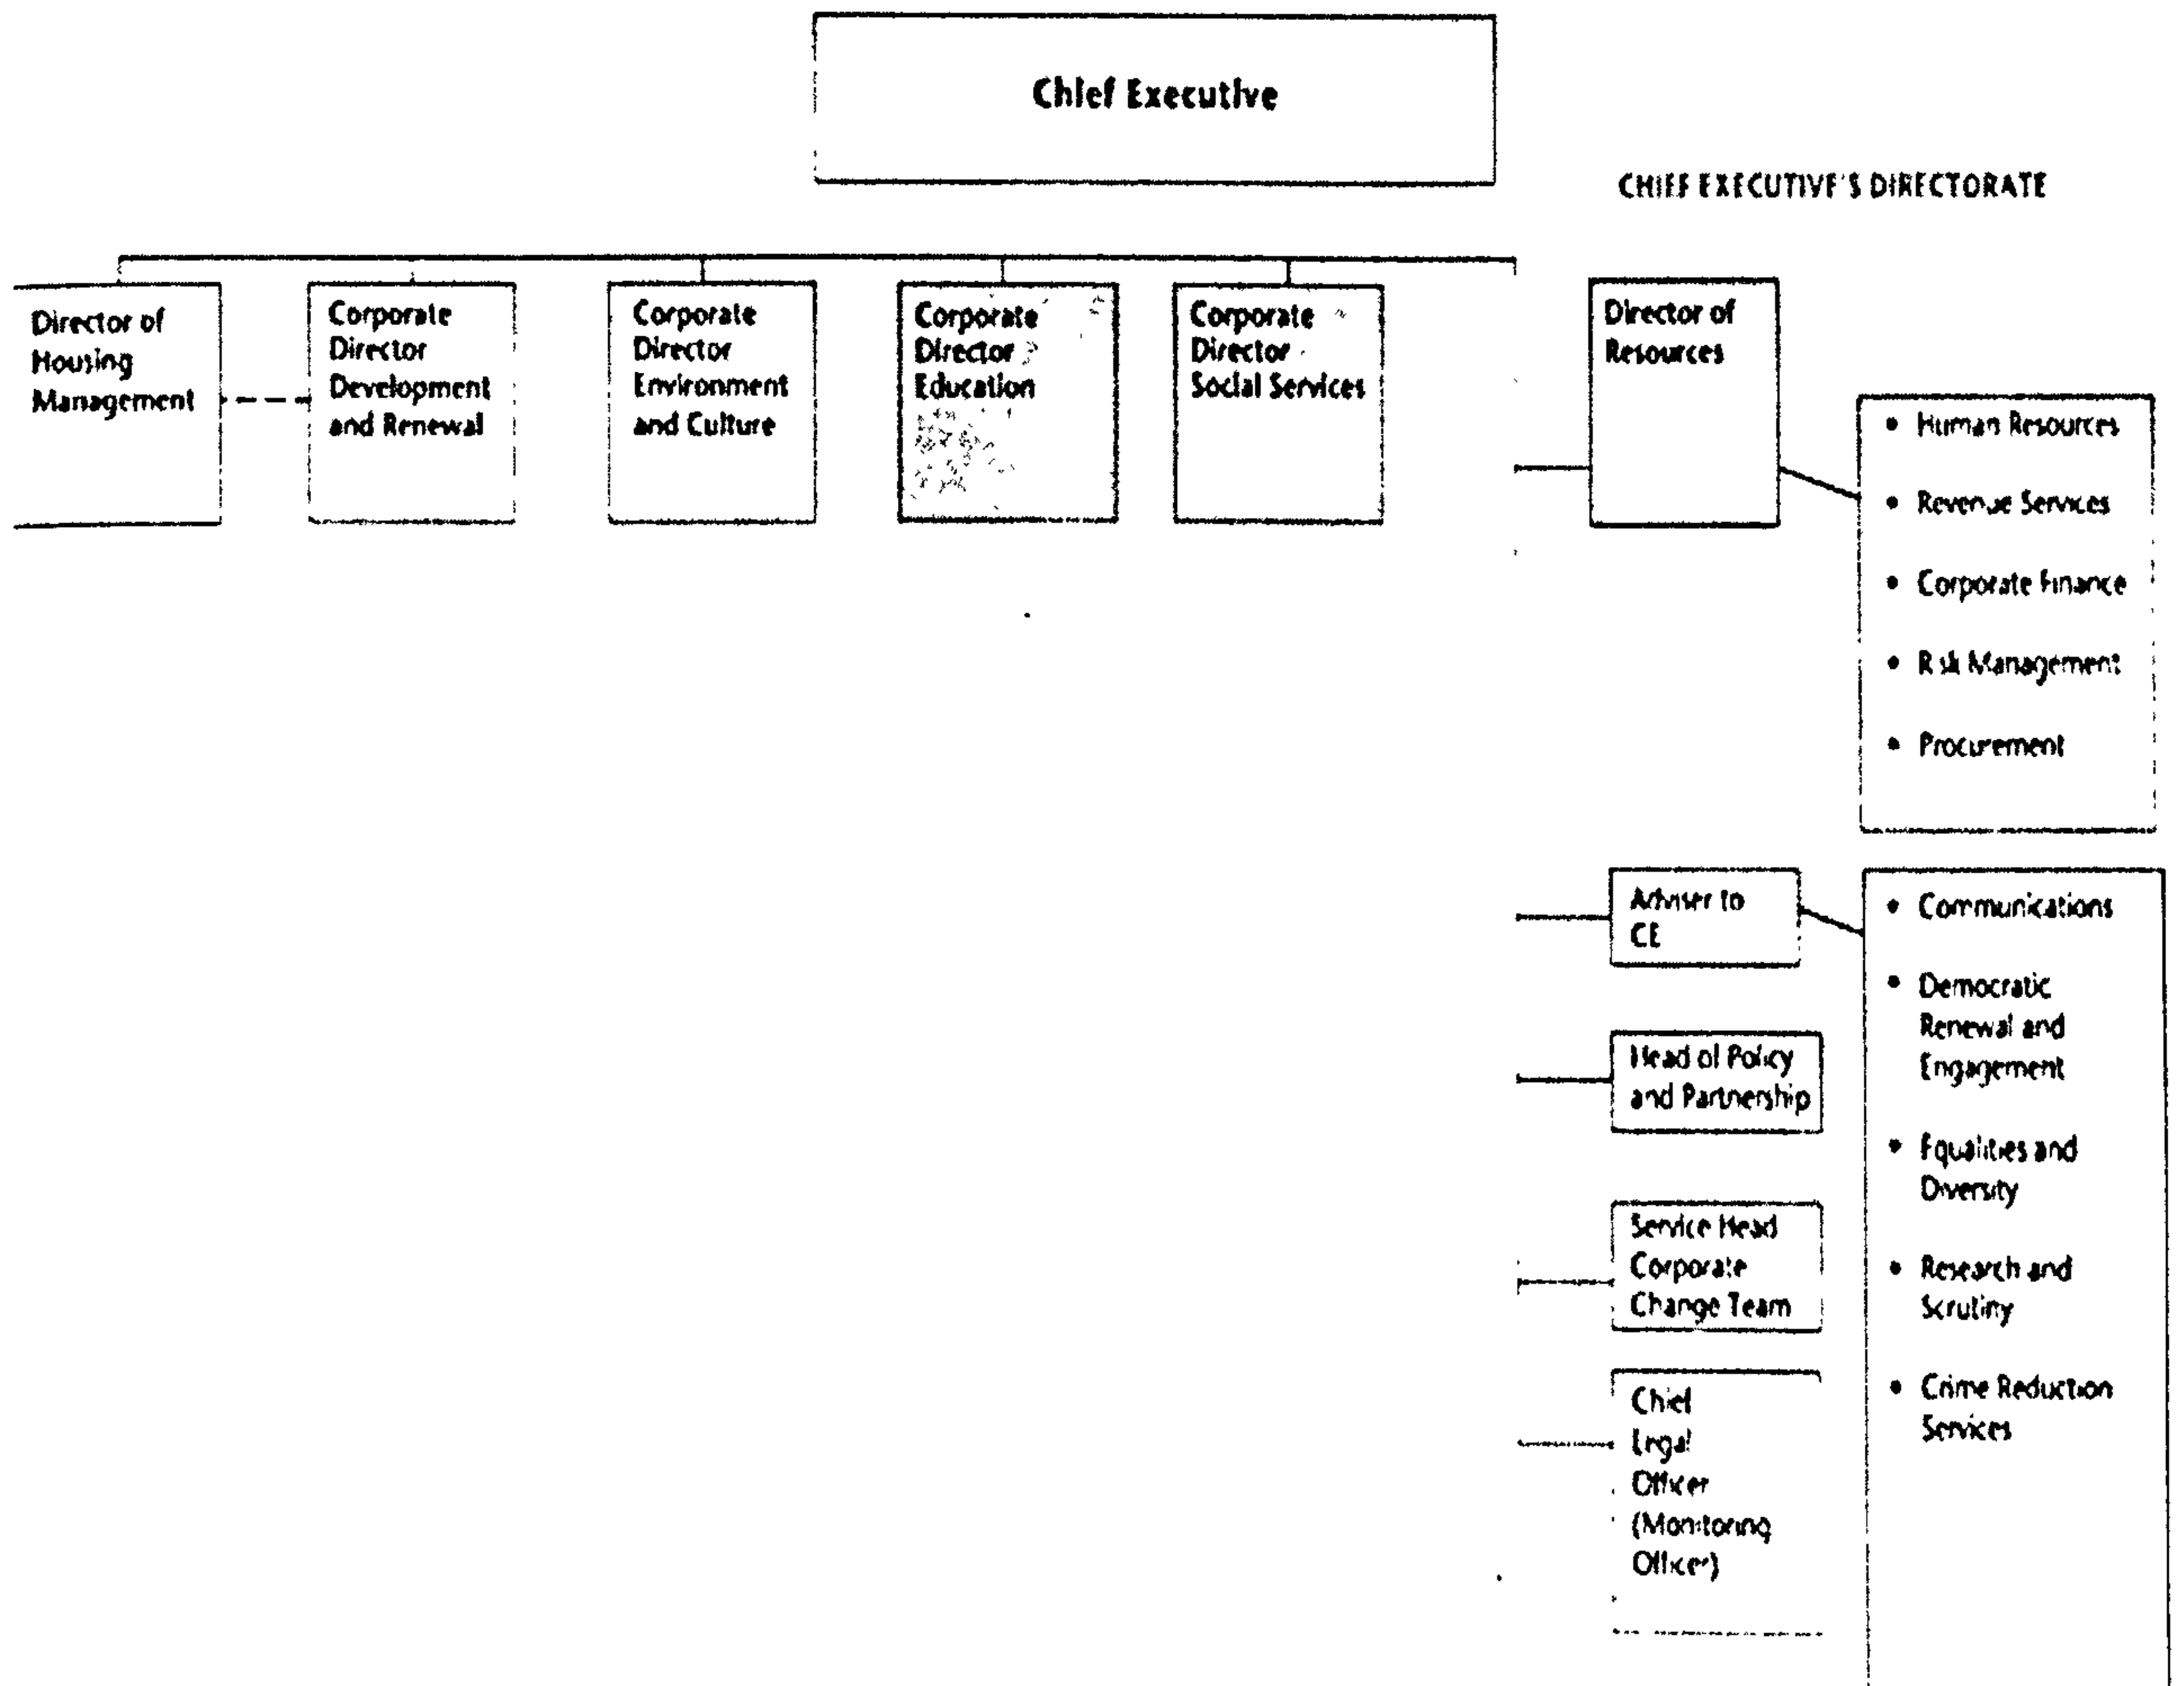 Chief Executive
CHIEF EXECUTIVE'S DIRECTORATE
Director of
Housing
Management
Corporate
Director
Development
and Renewal
Corporate
Director
Environment
and Culture
Corporate
Director
Education
Corporate
Director
Social Services
Director of
Resources
• Human Resources
• Revenue Services
• Corporate Finance
• Risk Management
• Procurement
Adviser to
CE
Head of Policy
and Partnership
Service Head
Corporate
Change Team
Chief
Legal
Officer
(Monitoring
Officer)
• Communications
• Democratic
Renewal and
Engagement
• Equalities and
Diversity
• Research and
Scrutiny
• Crime Reduction
Services